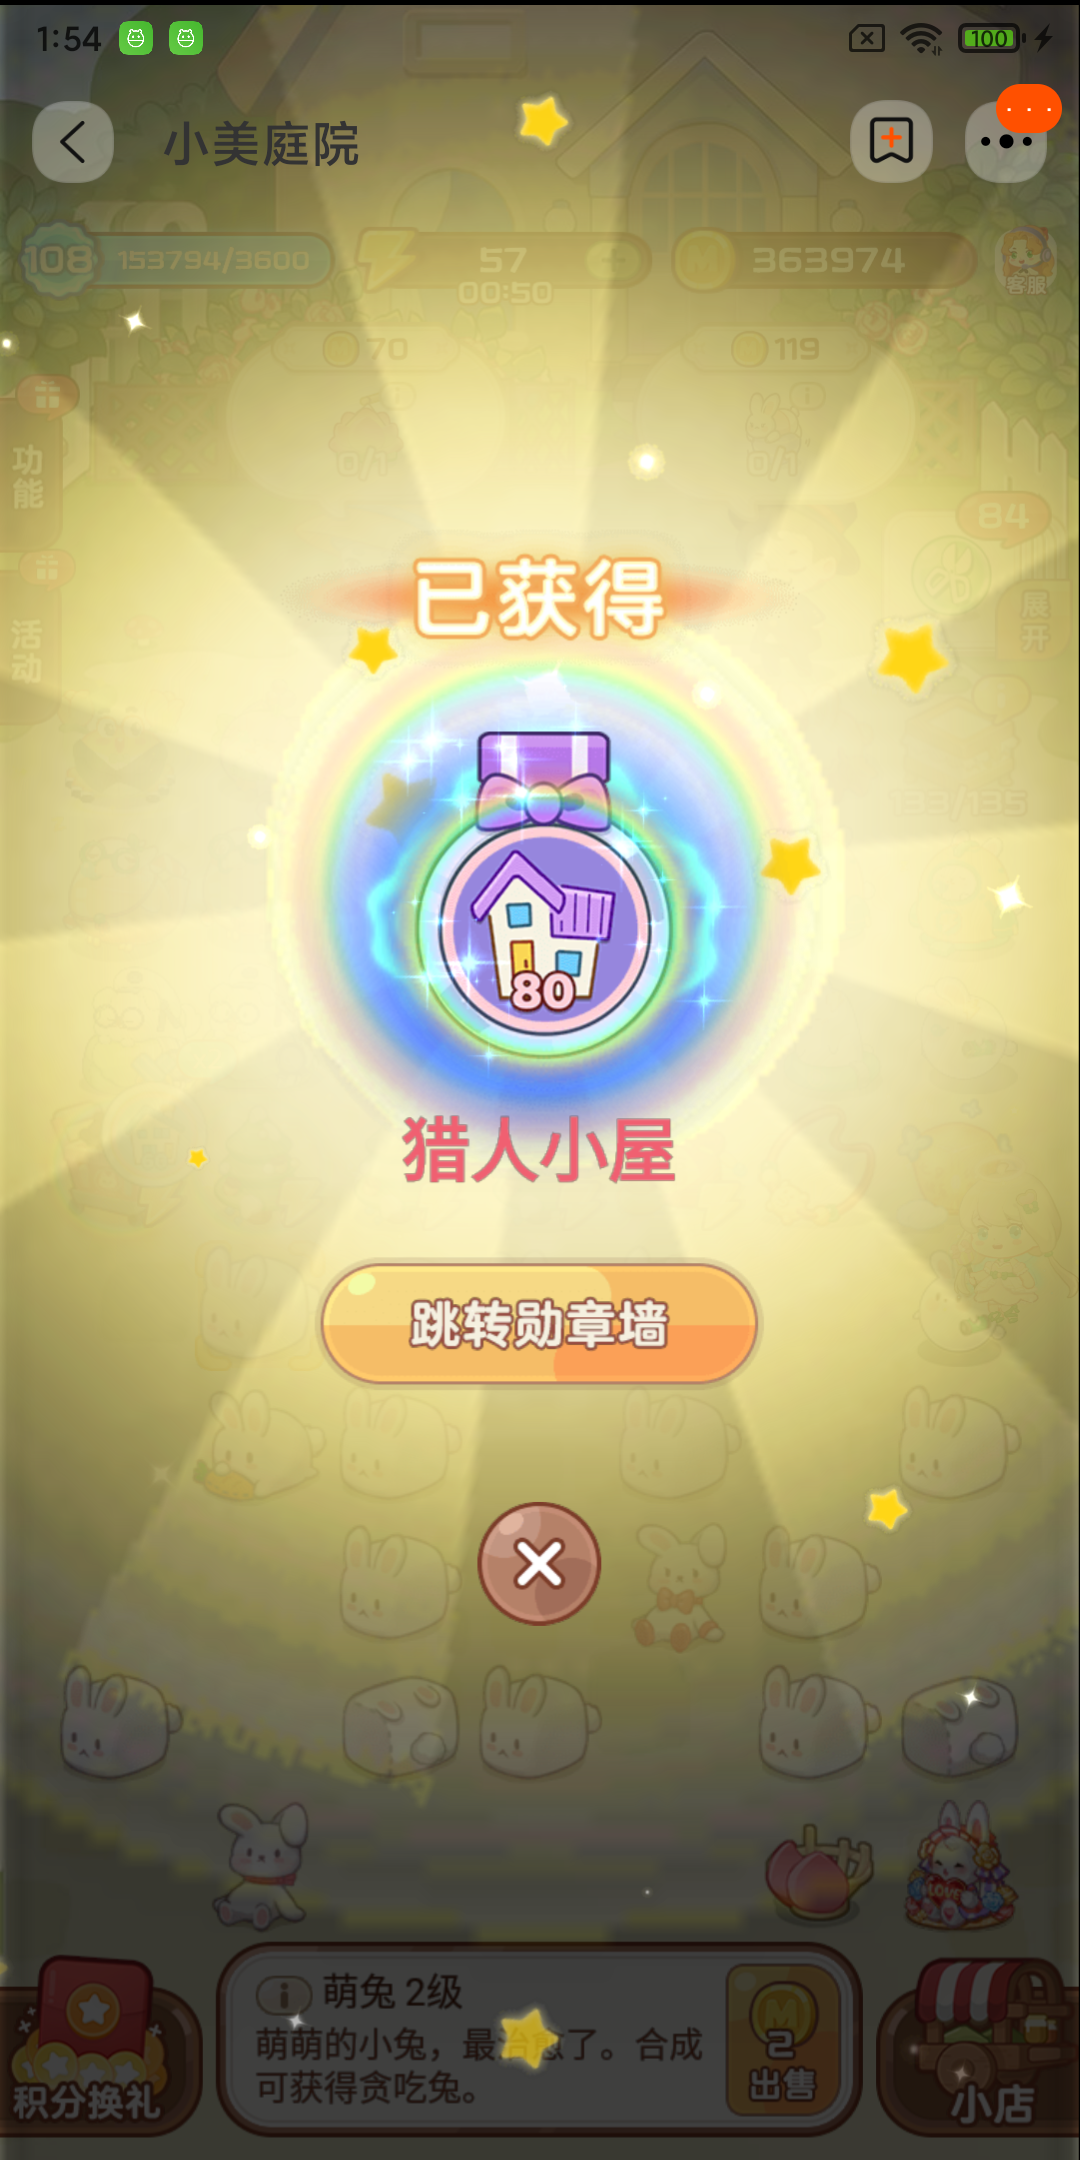 1:54
100
小美庭院
108
153794/3600
57
363974
00:50
客服
70
119
功能
0/1
0/1
84
活动
展开
已获得
80
猎人小屋
跳转勋章墙
LOVE
萌兔 2级
萌萌的小兔，最治愈了。合成
可获得贪吃兔。
2
出售
积分换礼
小店